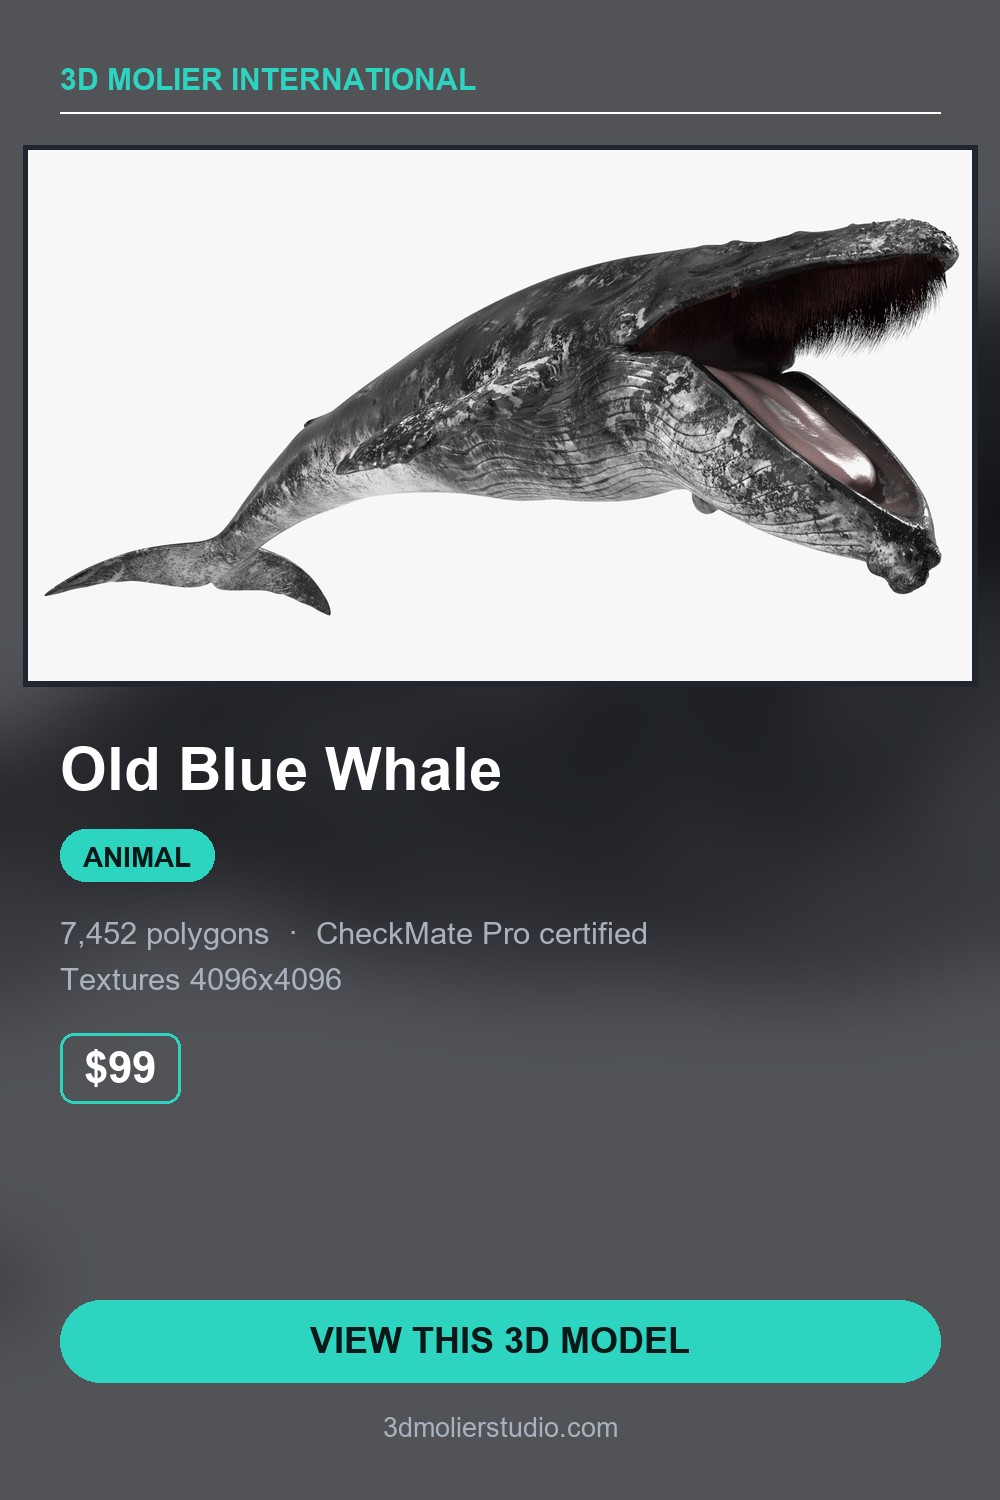 3D MOLIER INTERNATIONAL
Old Blue Whale
ANIMAL
7,452 polygons · CheckMate Pro certified
Textures 4096x4096
$99
VIEW THIS 3D MODEL
3dmolierstudio.com